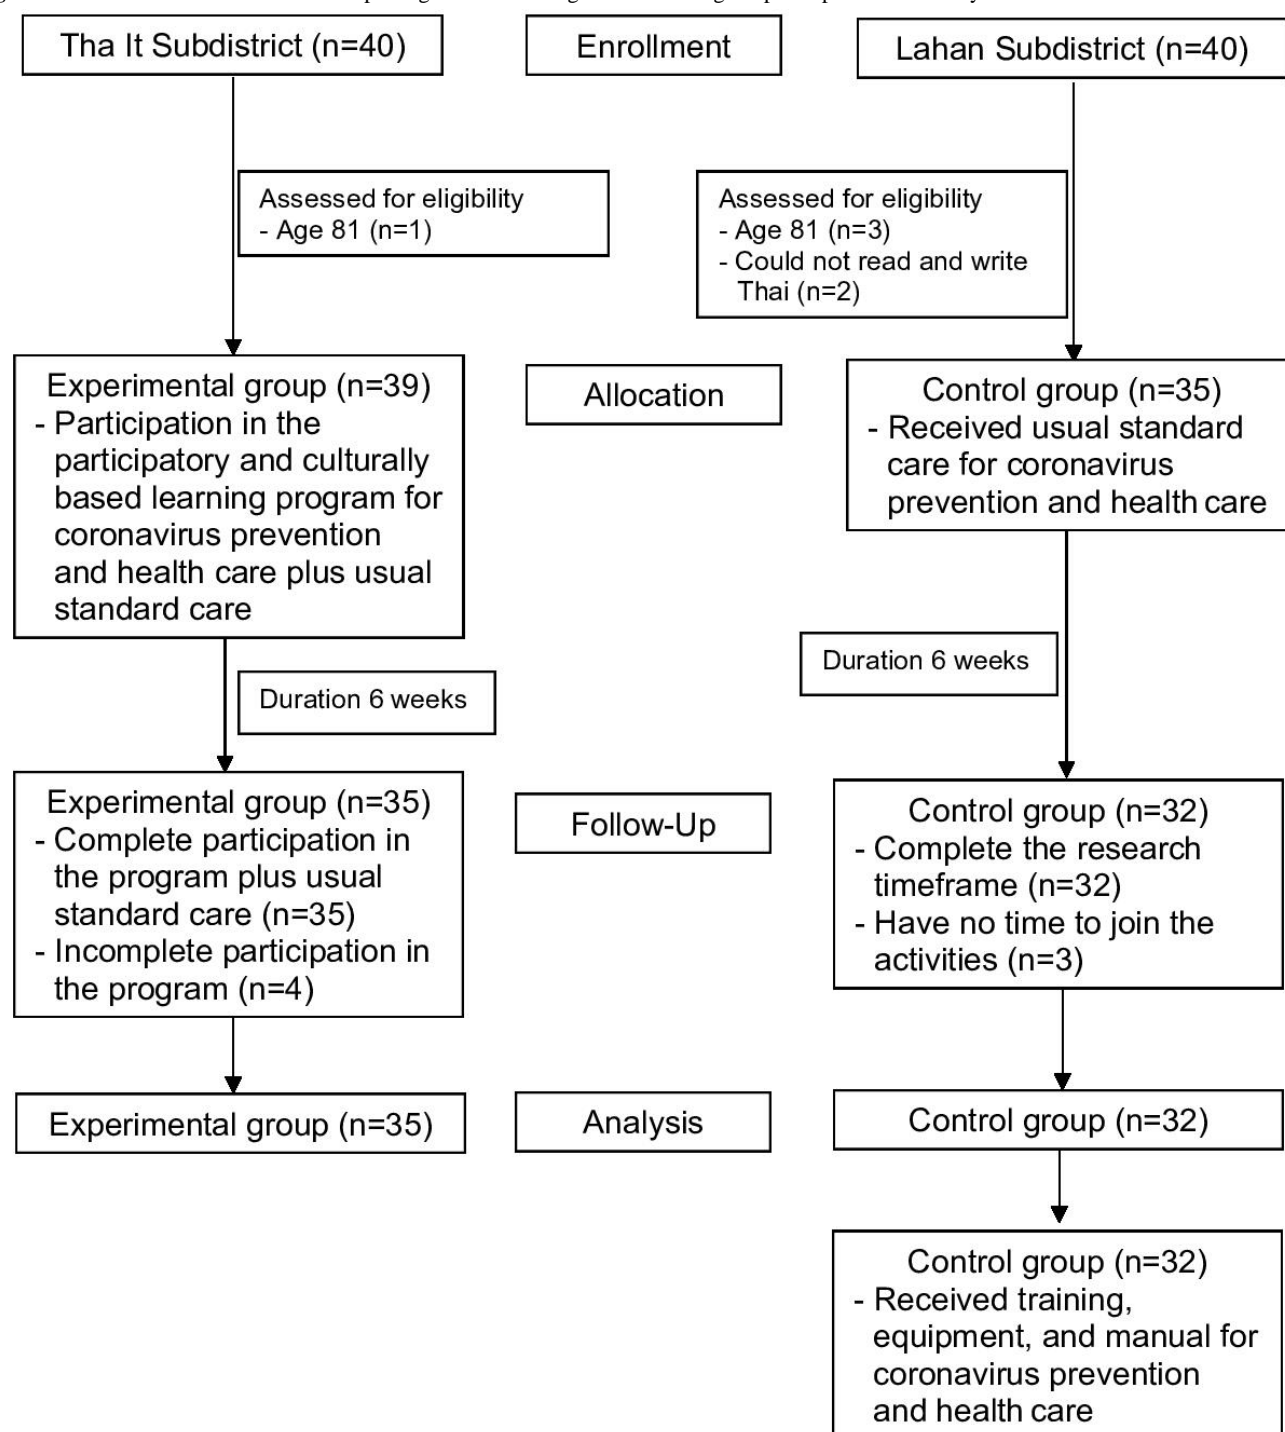 Tha It Subdistrict (n=40)
Enrollment
Lahan Subdistrict (n=40)
Assessed for eligibility
- Age 81 (n=1)
Assessed for eligibility
- Age 81 (n=3)
- Could not read and write
Thai (n=2)
Experimental group (n=39)
- Participation in the
participatory and culturally
based learning program for
coronavirus prevention
and health care plus usual
standard care
Allocation
Control group (n=35)
- Received usual standard
care for coronavirus
prevention and health care
Duration 6 weeks
Duration 6 weeks
Experimental group (n=35)
- Complete participation in
the program plus usual
standard care (n=35)
- Incomplete participation in
the program (n=4)
Follow-Up
Control group (n=32)
- Complete the research
timeframe (n=32)
- Have no time to join the
activities (n=3)
Experimental group (n=35)
Analysis
Control group (n=32)
Control group (n=32)
- Received training,
equipment, and manual for
coronavirus prevention
and health care